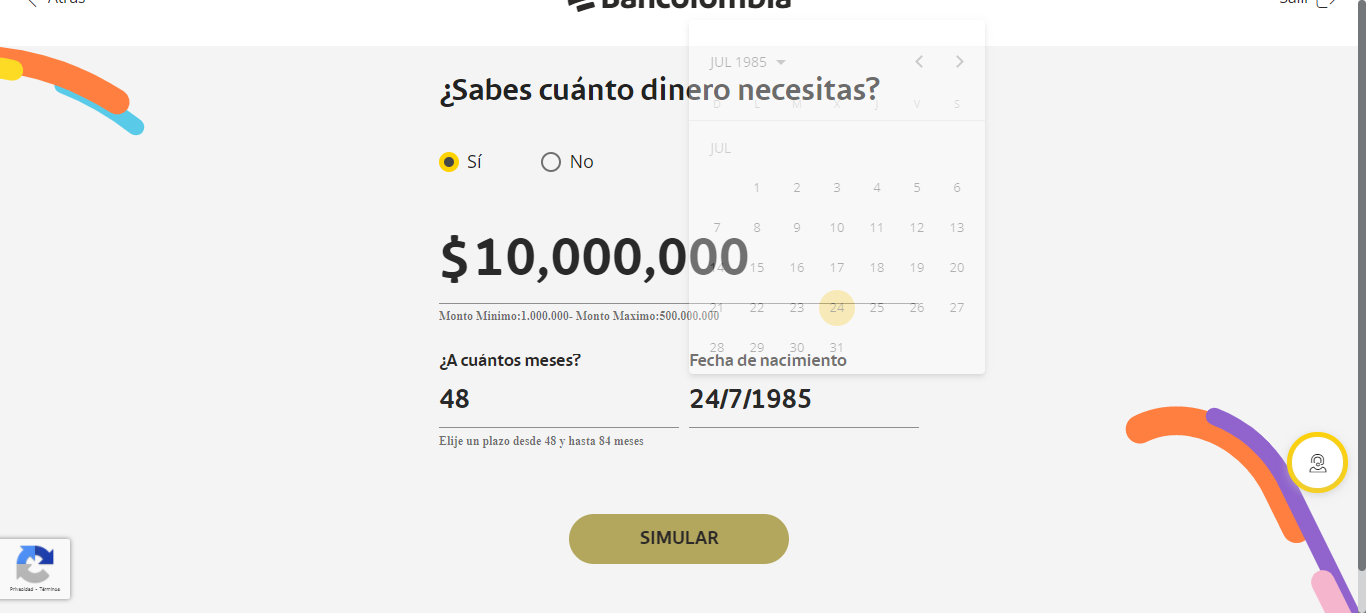 Atrás
Bancolombia
Salir
JUL 1985
¿Sabes cuánto dinero necesitas?
D L M X J V S
Sí
No
JUL
1 2 3 4 5 6
7 8 9 10 11 12 13
$10,000,000
14 15 16 17 18 19 20
21 22 23 24 25 26 27
Monto Minimo:1.000.000- Monto Maximo:500.000.000
28 29 30 31
¿A cuántos meses?
Fecha de nacimiento
48
24/7/1985
Elije un plazo desde 48 y hasta 84 meses
SIMULAR
Privacidad - Términos